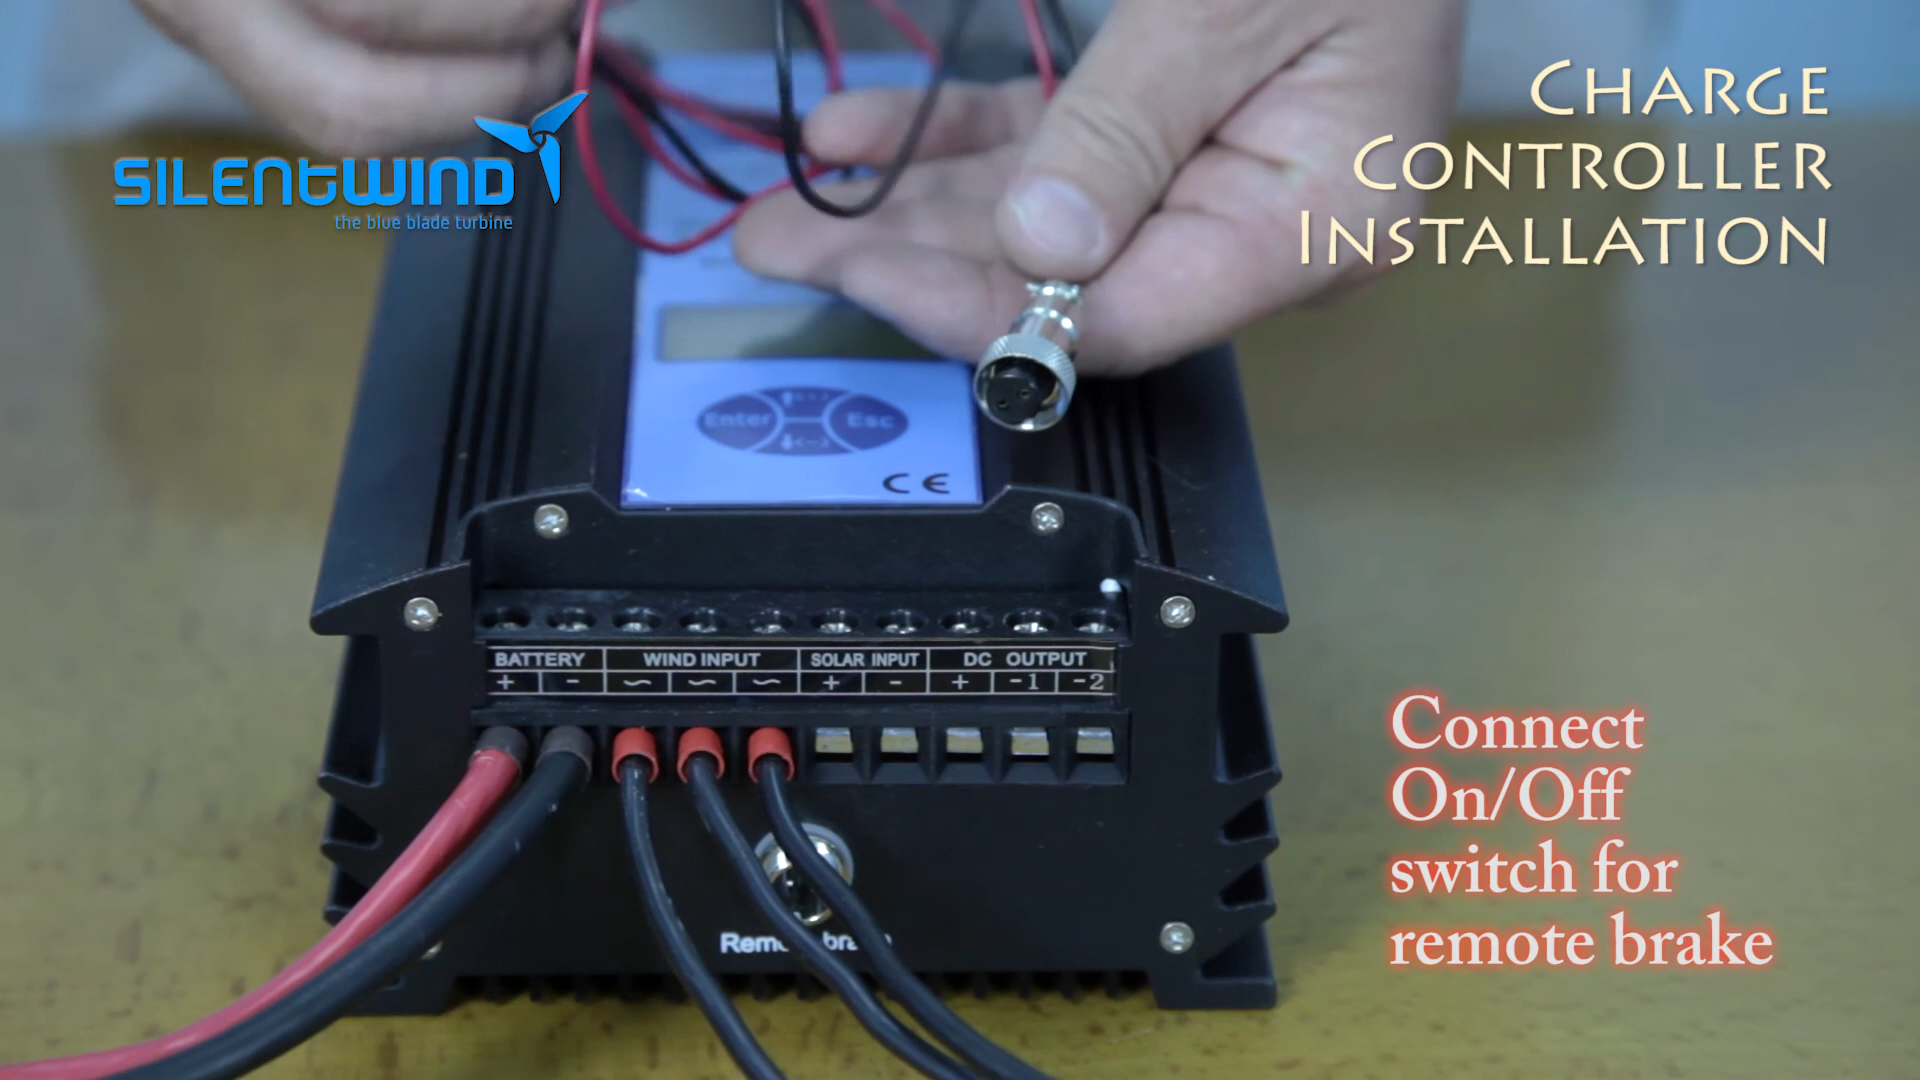 SILENTWIND
the blue blade turbine
CHARGE
CONTROLLER
INSTALLATION
Enter
Esc
CE
BATTERY WIND INPUT SOLAR INPUT DC OUTPUT
+ - ~ ~ ~ + - + -1 -2
Connect
On/Off
switch for
remote brake